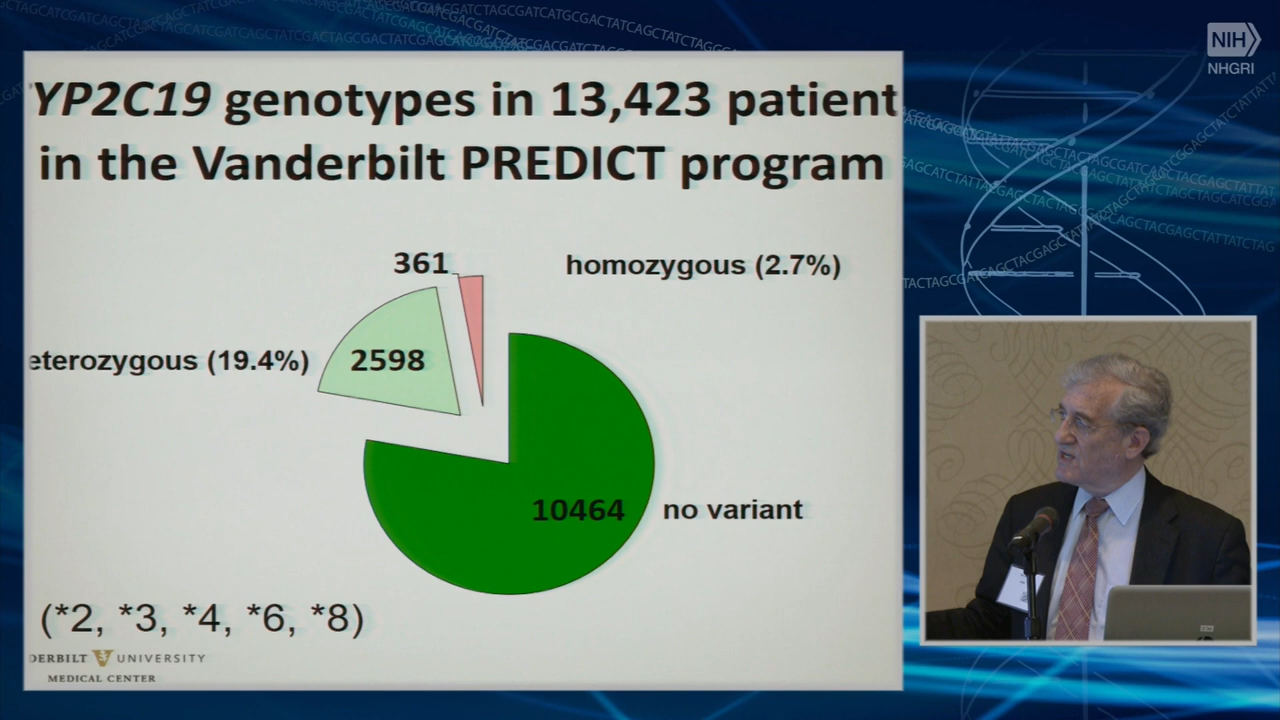 NIH
NHGRI
YP2C19 genotypes in 13,423 patient
in the Vanderbilt PREDICT program
361
homozygous (2.7%)
eterozygous (19.4%)
2598
10464
no variant
(*2, *3, *4, *6, *8)
DERBILT UNIVERSITY
MEDICAL CENTER